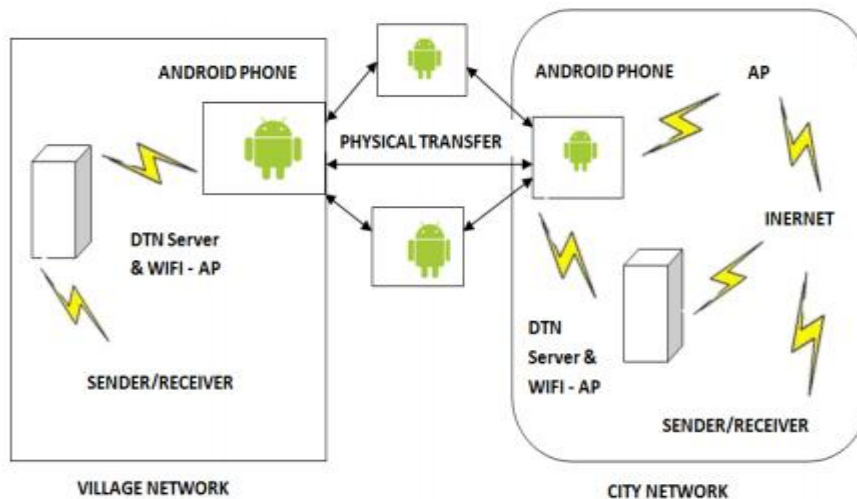 ANDROID PHONE
DTN Server
& WIFI - AP
SENDER/RECEIVER
VILLAGE NETWORK
PHYSICAL TRANSFER
ANDROID PHONE
AP
INERNET
DTN
Server &
WIFI - AP
SENDER/RECEIVER
CITY NETWORK